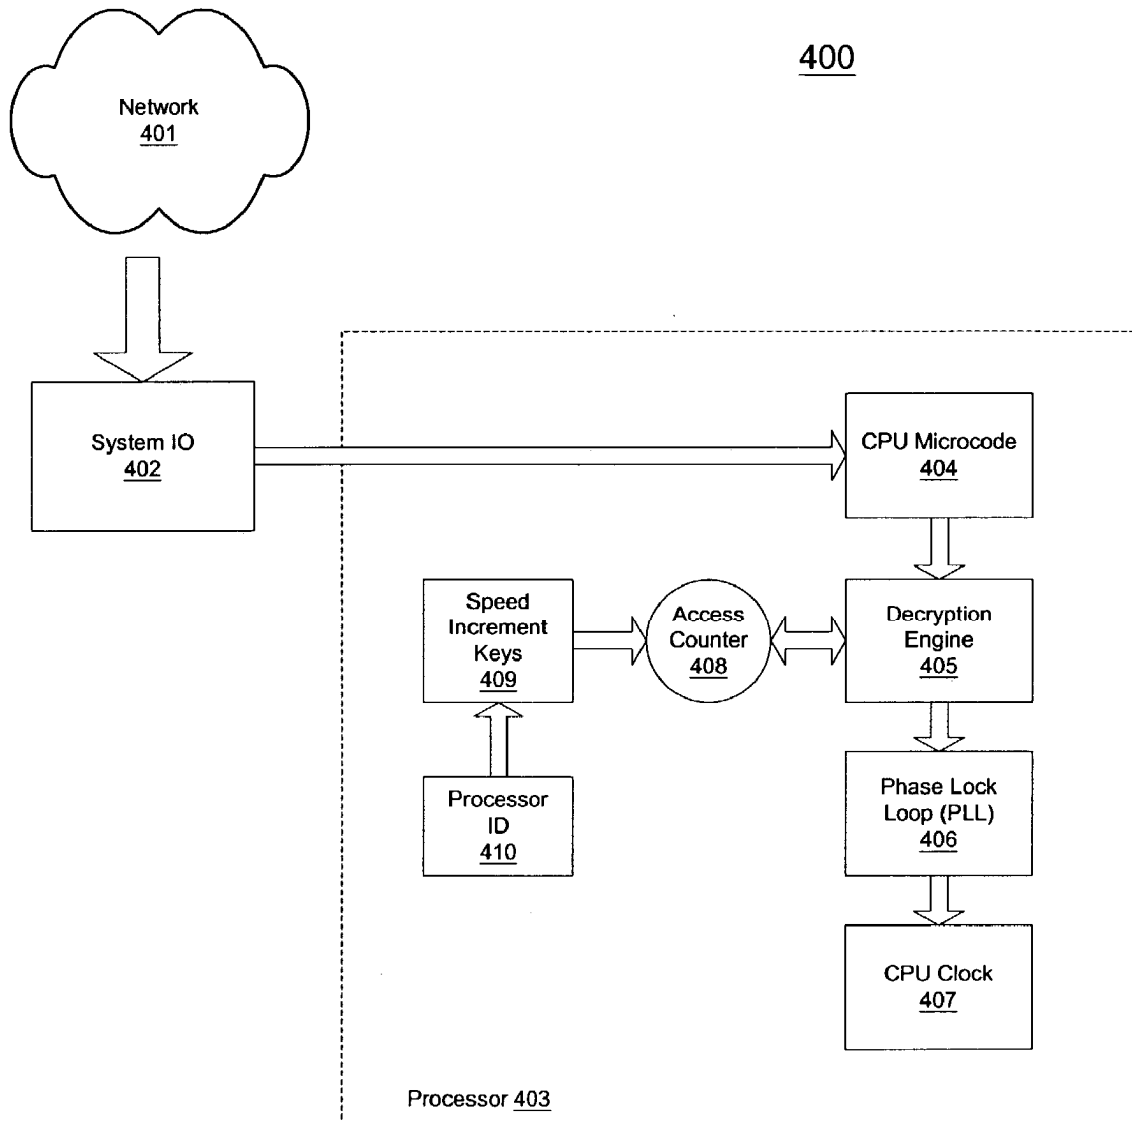 400
Network
401
System IO
402
CPU Microcode
404
Speed
Increment
Keys
409
Access
Counter
408
Decryption
Engine
405
Processor
ID
410
Phase Lock
Loop (PLL)
406
CPU Clock
407
Processor 403